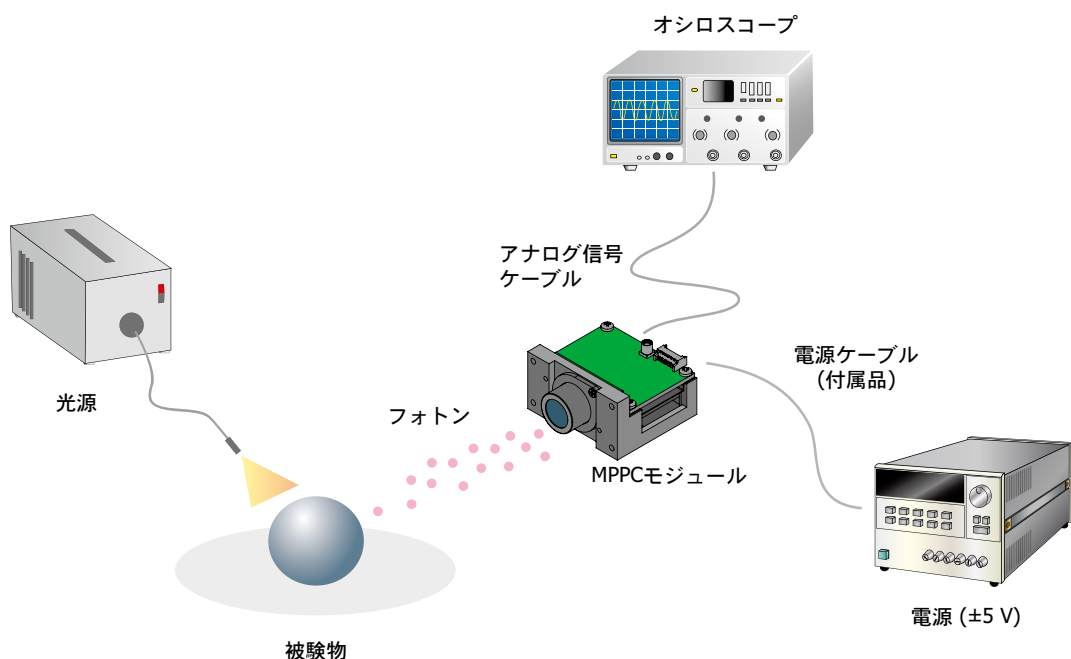 オシロスコープ
アナログ信号
ケーブル
電源ケーブル
(付属品)
光源
フォトン
MPPCモジュール
電源 (±5 V)
被験物